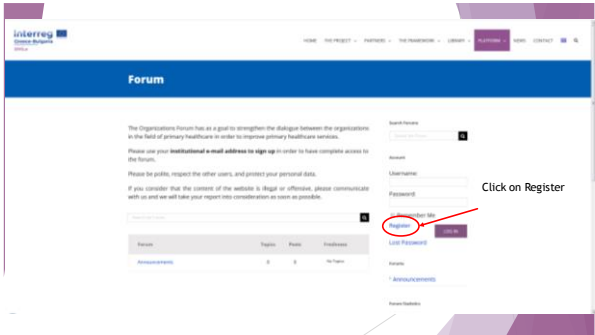 Interreg
Greece-Bulgaria
HOME THE PROJECT PARTNERS THE FRAMEWORK LIBRARY PLATFORM NEWS CONTACT
Forum
The Organizations Forum has as a goal to strengthen the dialogue between the organizations
in the field of primary healthcare in order to improve primary healthcare services.
Please use your institutional e-mail address to sign up in order to have complete access to
the forum.
Please be polite, respect the other users, and protect your personal data.
If you consider that the content of the website is illegal or offensive, please communicate
with us and we will take your report into consideration as soon as possible.
Forum Topics Posts Freshness
Announcements 0 0 No Topics
Search Forums
Account
Username:
Password:
Remember Me
Register
LOG IN
Lost Password
Forums
Announcements
Forum Statistics
Click on Register